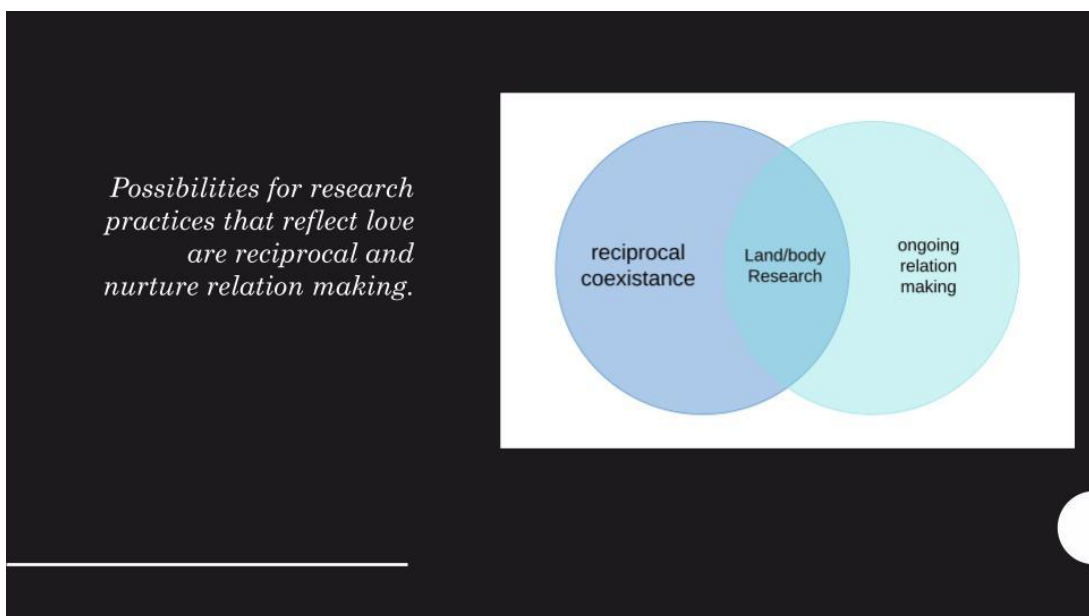 Possibilities for research
practices that reflect love
are reciprocal and
nurture relation making.
reciprocal
coexistance
Land/body
Research
ongoing
relation
making